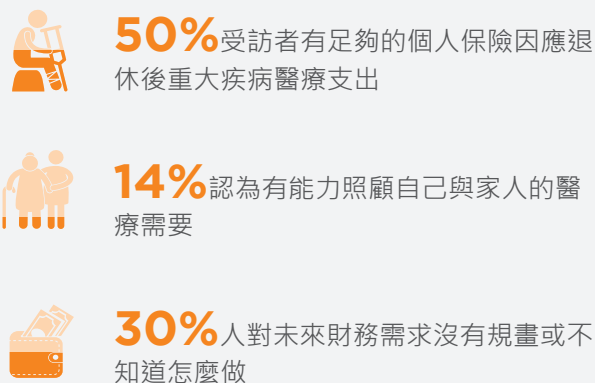 50%受訪者有足夠的個人保險因應退
休後重大疾病醫療支出
14%認為有能力照顧自己與家人的醫
療需要
30%人對未來財務需求沒有規畫或不
知道怎麼做